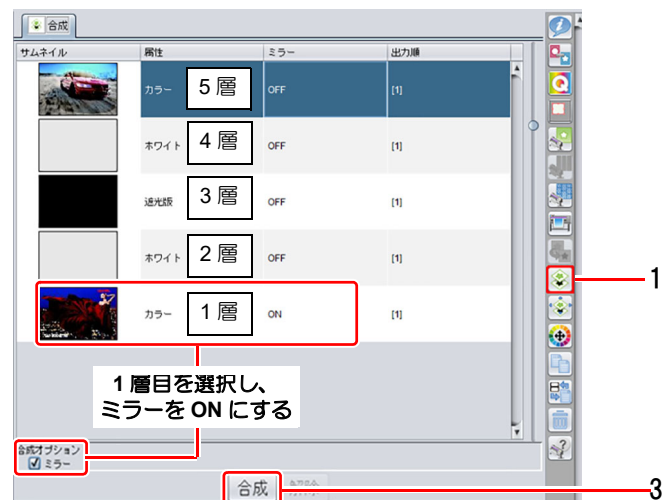 合成
サムネイル 属性 ミラー 出力順
カラー 5層 OFF [1]
ホワイト 4層 OFF [1]
遮光版 3層 OFF [1]
ホワイト 2層 OFF [1]
カラー 1層 ON [1]
1
1層目を選択し、
ミラーを ON にする
合成オプション
ミラー
合成
3